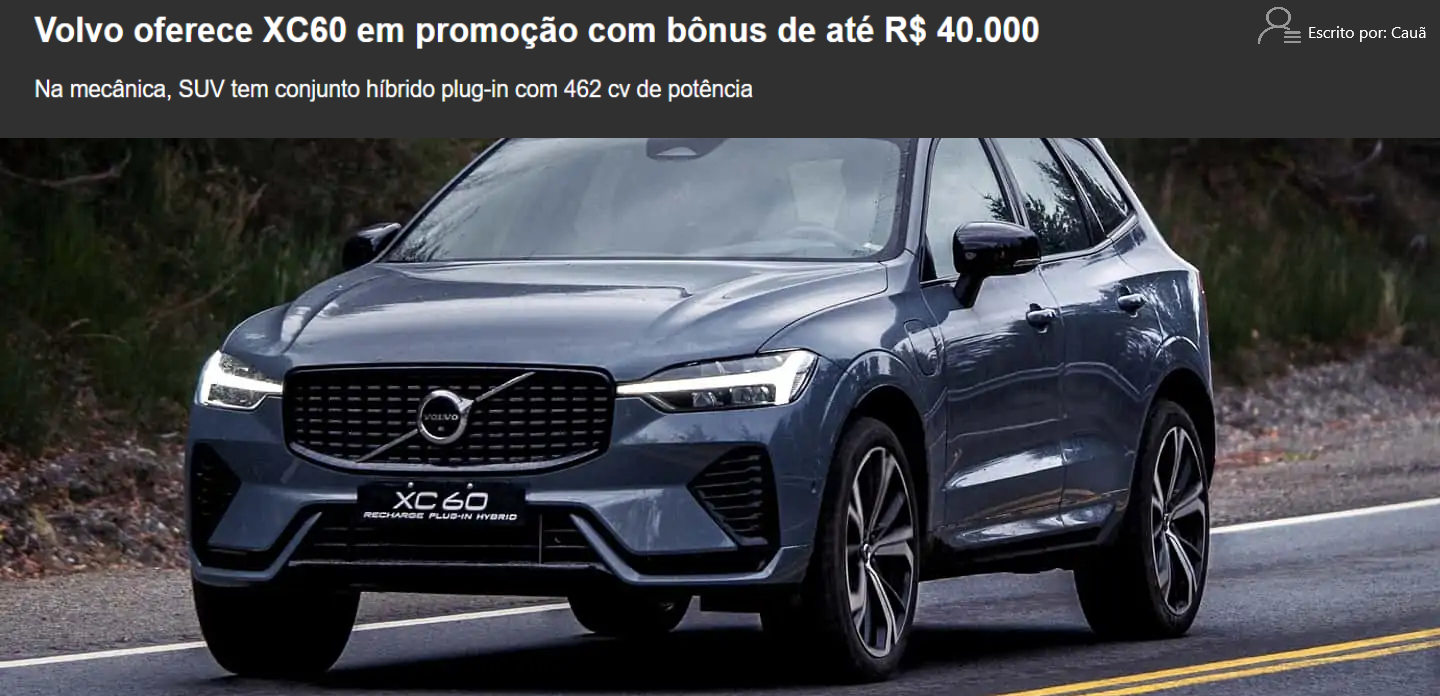 Volvo oferece XC60 em promoção com bônus de até R$ 40.000
Escrito por: Cauã
Na mecânica, SUV tem conjunto híbrido plug-in com 462 cv de potência
VOLVO
XC60
RECHARGE PLUG-IN HYBRID